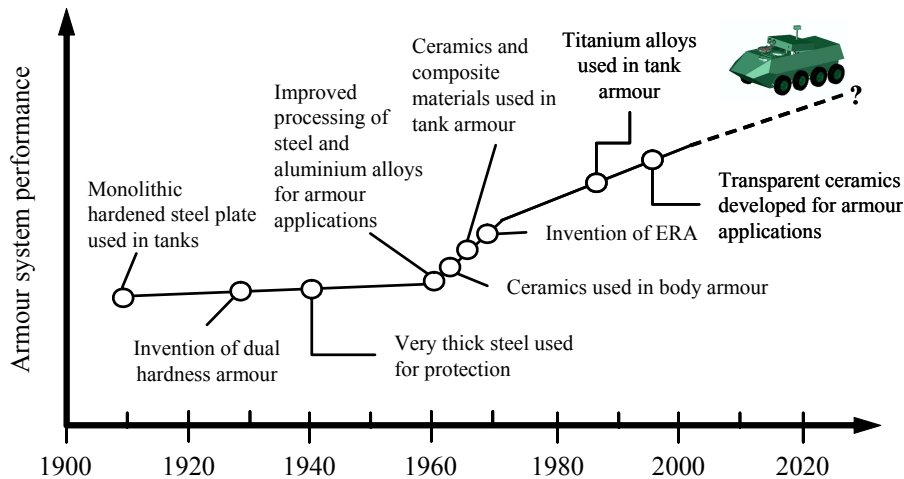 Armour system performance
Monolithic
hardened steel plate
used in tanks
Invention of dual
hardness armour
Very thick steel used
for protection
Improved
processing of
steel and
aluminium alloys
for armour
applications
Ceramics used in body armour
Ceramics and
composite
materials used in
tank armour
Invention of ERA
Titanium alloys
used in tank
armour
Transparent ceramics
developed for armour
applications
?
1900
1920
1940
1960
1980
2000
2020